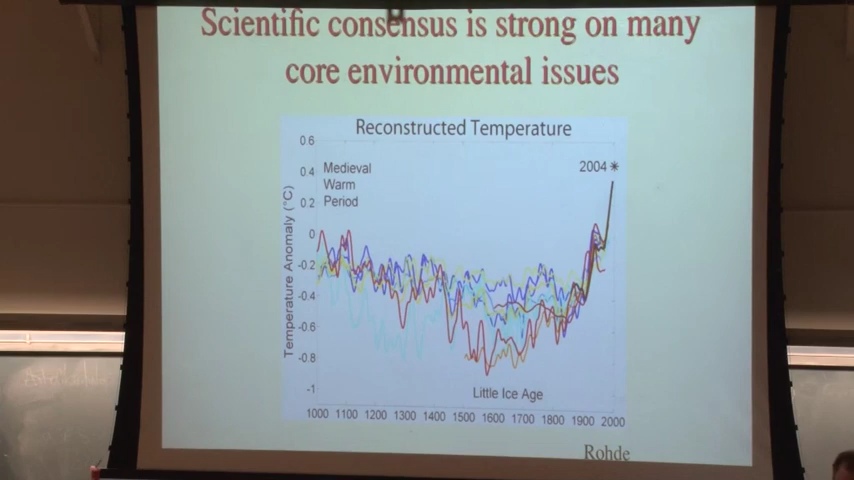 Scientific consensus is strong on many
core environmental issues
Reconstructed Temperature
0.6
0.4
0.2
0
-0.2
-0.4
-0.6
-0.8
-1
Temperature Anomaly (°C)
Medieval
Warm
Period
2004*
Little Ice Age
1000 1100 1200 1300 1400 1500 1600 1700 1800 1900 2000
Rohde